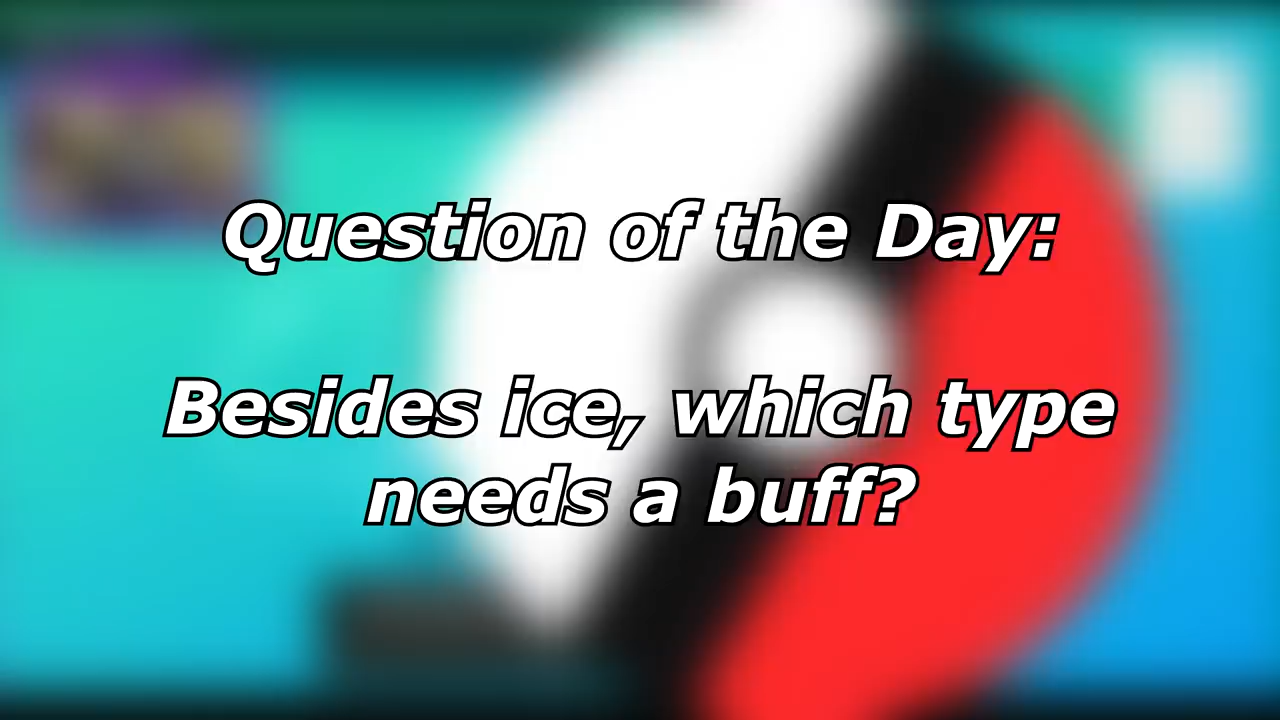 Question of the Day:
Besides ice, which type
needs a buff?